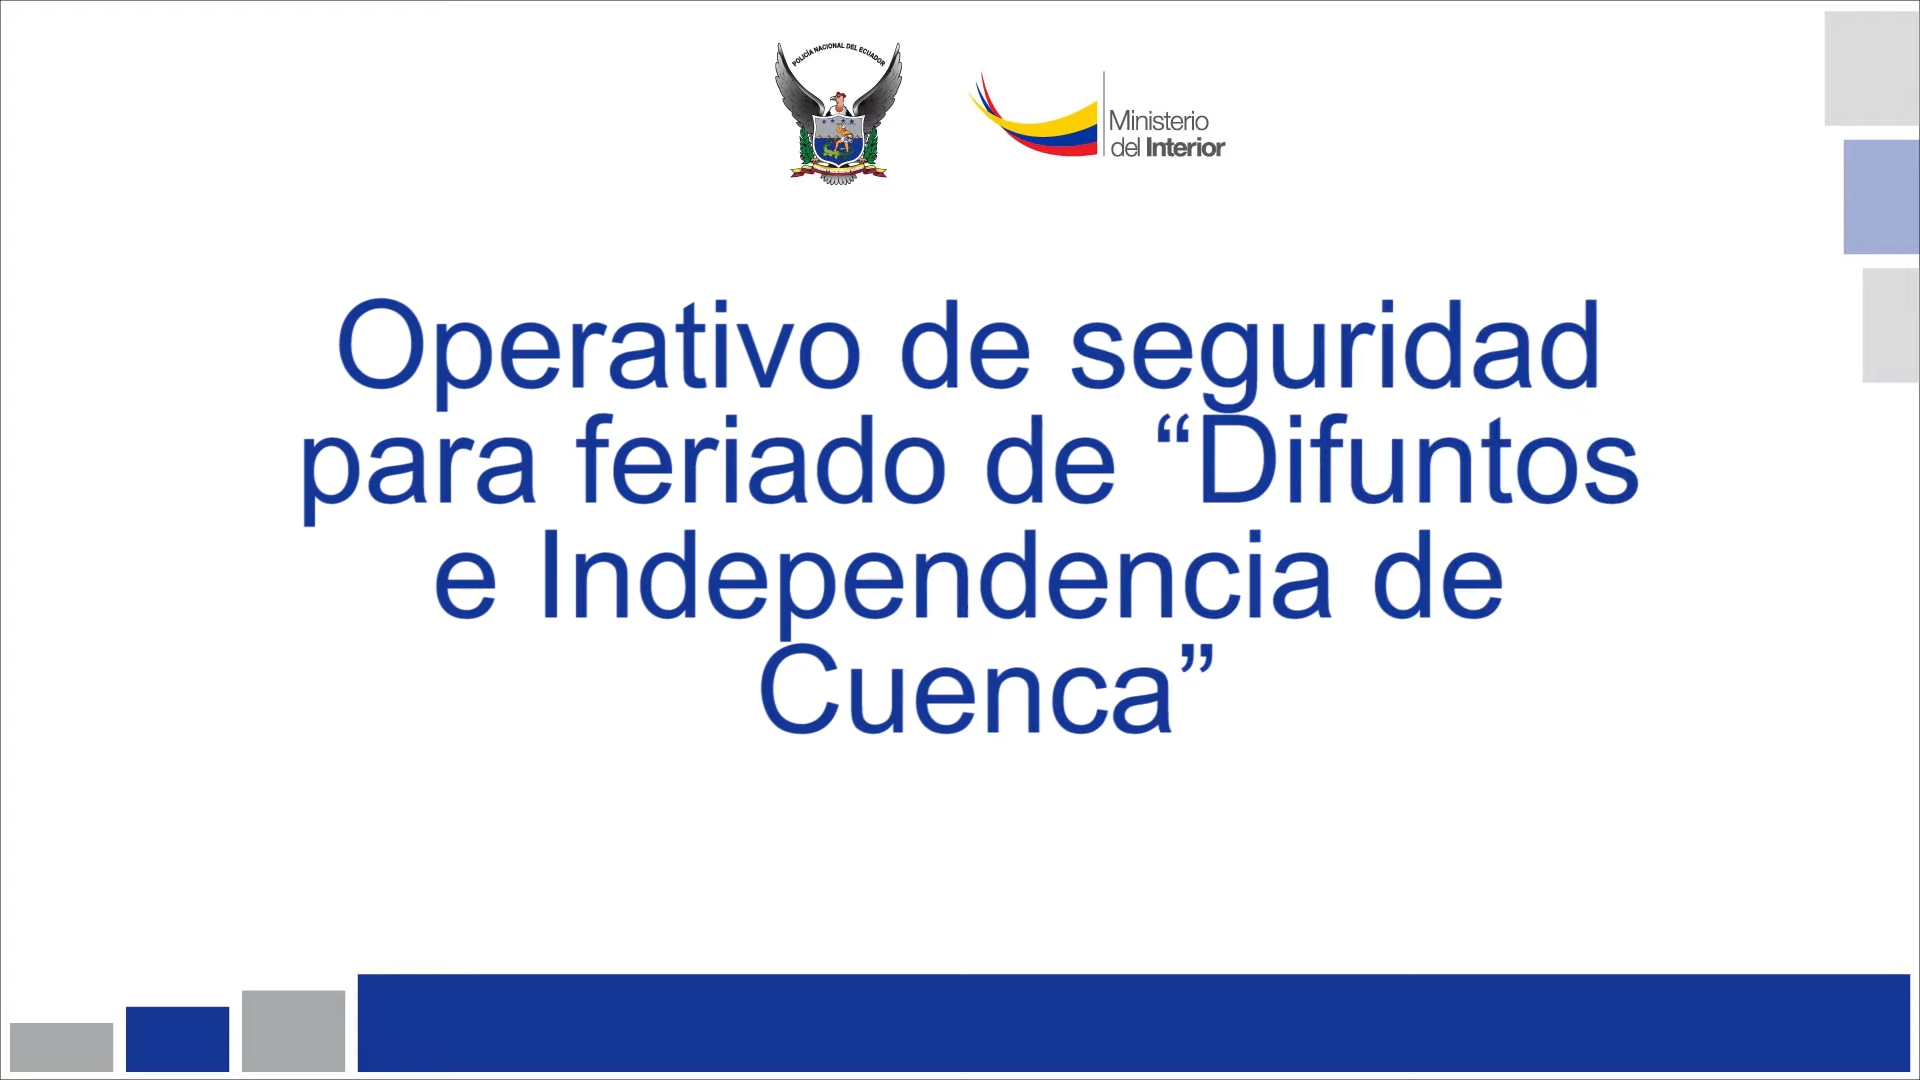 POLICÍA NACIONAL DEL ECUADOR
Ministerio
del Interior
Operativo de seguridad
para feriado de “Difuntos
e Independencia de
Cuenca”